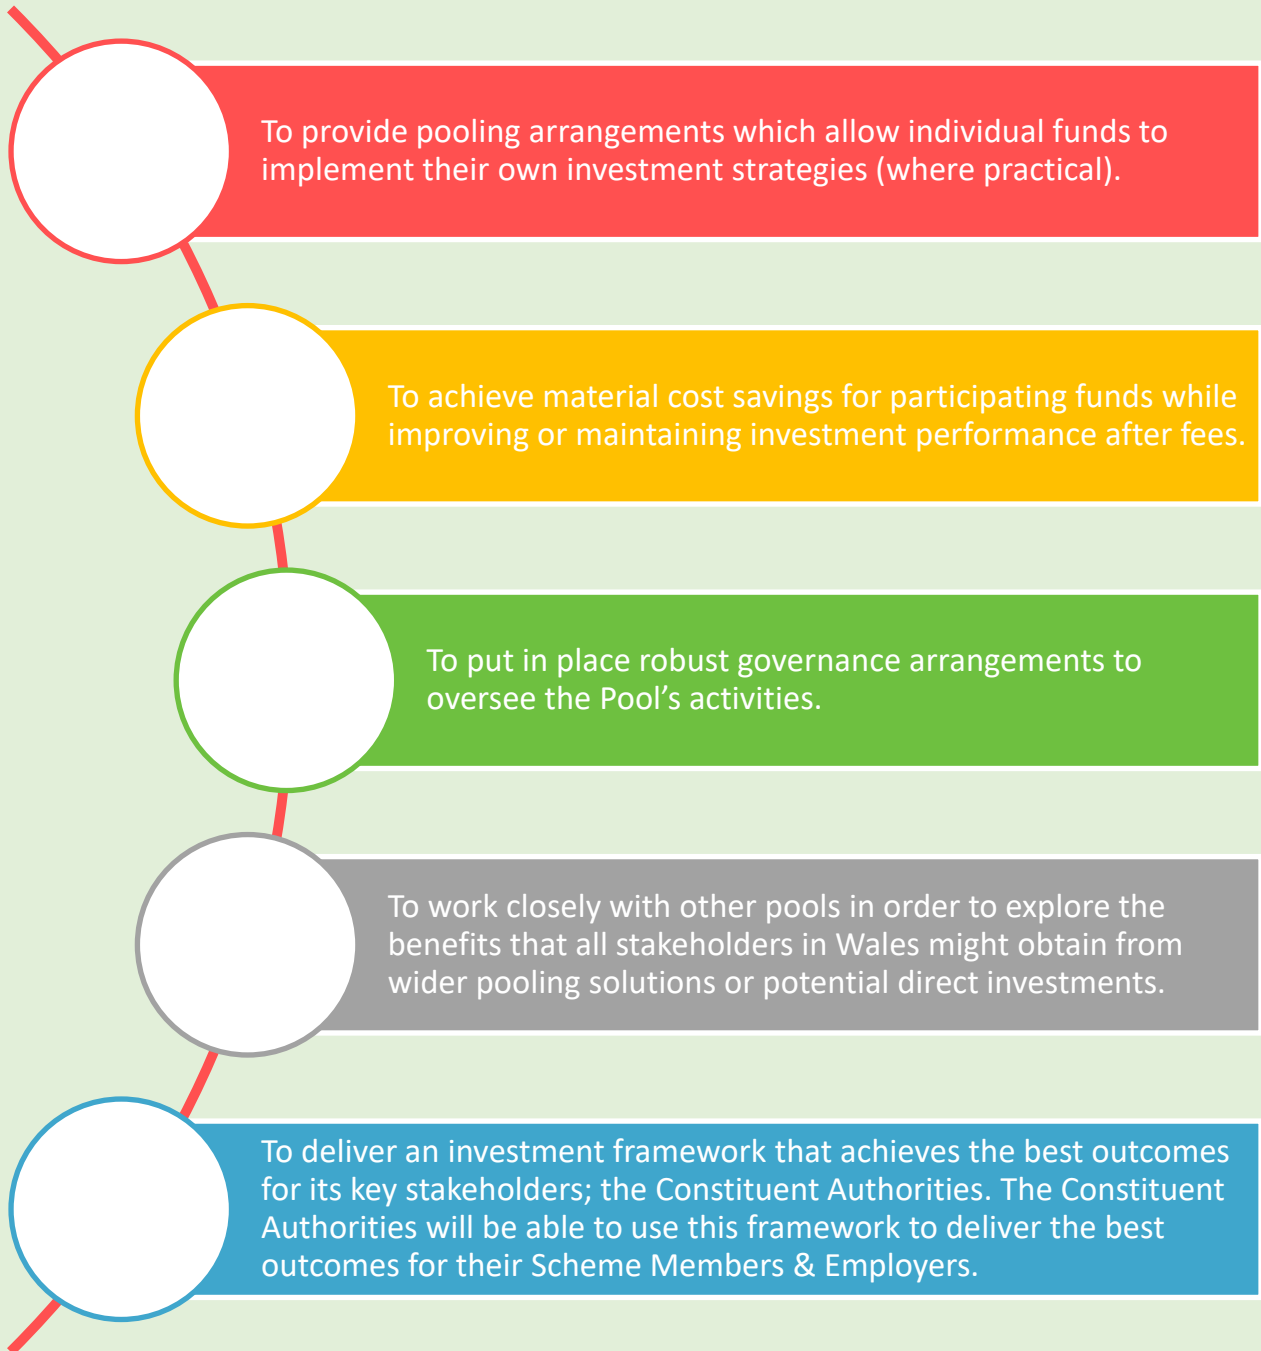 To provide pooling arrangements which allow individual funds to
implement their own investment strategies (where practical).
To achieve material cost savings for participating funds while
improving or maintaining investment performance after fees.
To put in place robust governance arrangements to
oversee the Pool’s activities.
To work closely with other pools in order to explore the
benefits that all stakeholders in Wales might obtain from
wider pooling solutions or potential direct investments.
To deliver an investment framework that achieves the best outcomes
for its key stakeholders; the Constituent Authorities. The Constituent
Authorities will be able to use this framework to deliver the best
outcomes for their Scheme Members & Employers.